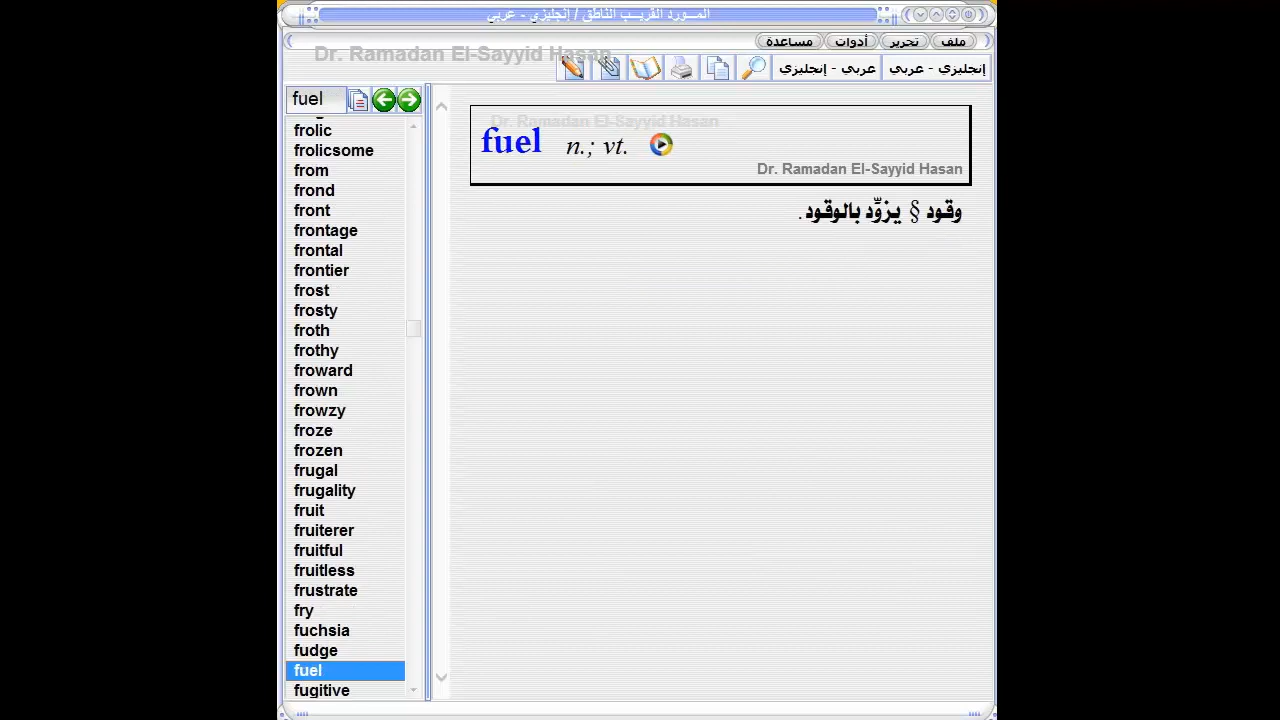 المـورد القريـب الناطق / إنجليزي - عربي
ملف تحرير أدوات مساعدة
Dr. Ramadan El-Sayyid Hasan
إنجليزي - عربي عربي - إنجليزي
fuel
frolic
frolicsome
from
frond
front
frontage
frontal
frontier
frost
frosty
froth
frothy
froward
frown
frowzy
froze
frozen
frugal
frugality
fruit
fruiterer
fruitful
fruitless
frustrate
fry
fuchsia
fudge
fuel
fugitive
Dr. Ramadan El-Sayyid Hasan
fuel n.; vt.
Dr. Ramadan El-Sayyid Hasan
وقود § يزوِّد بالوقود.